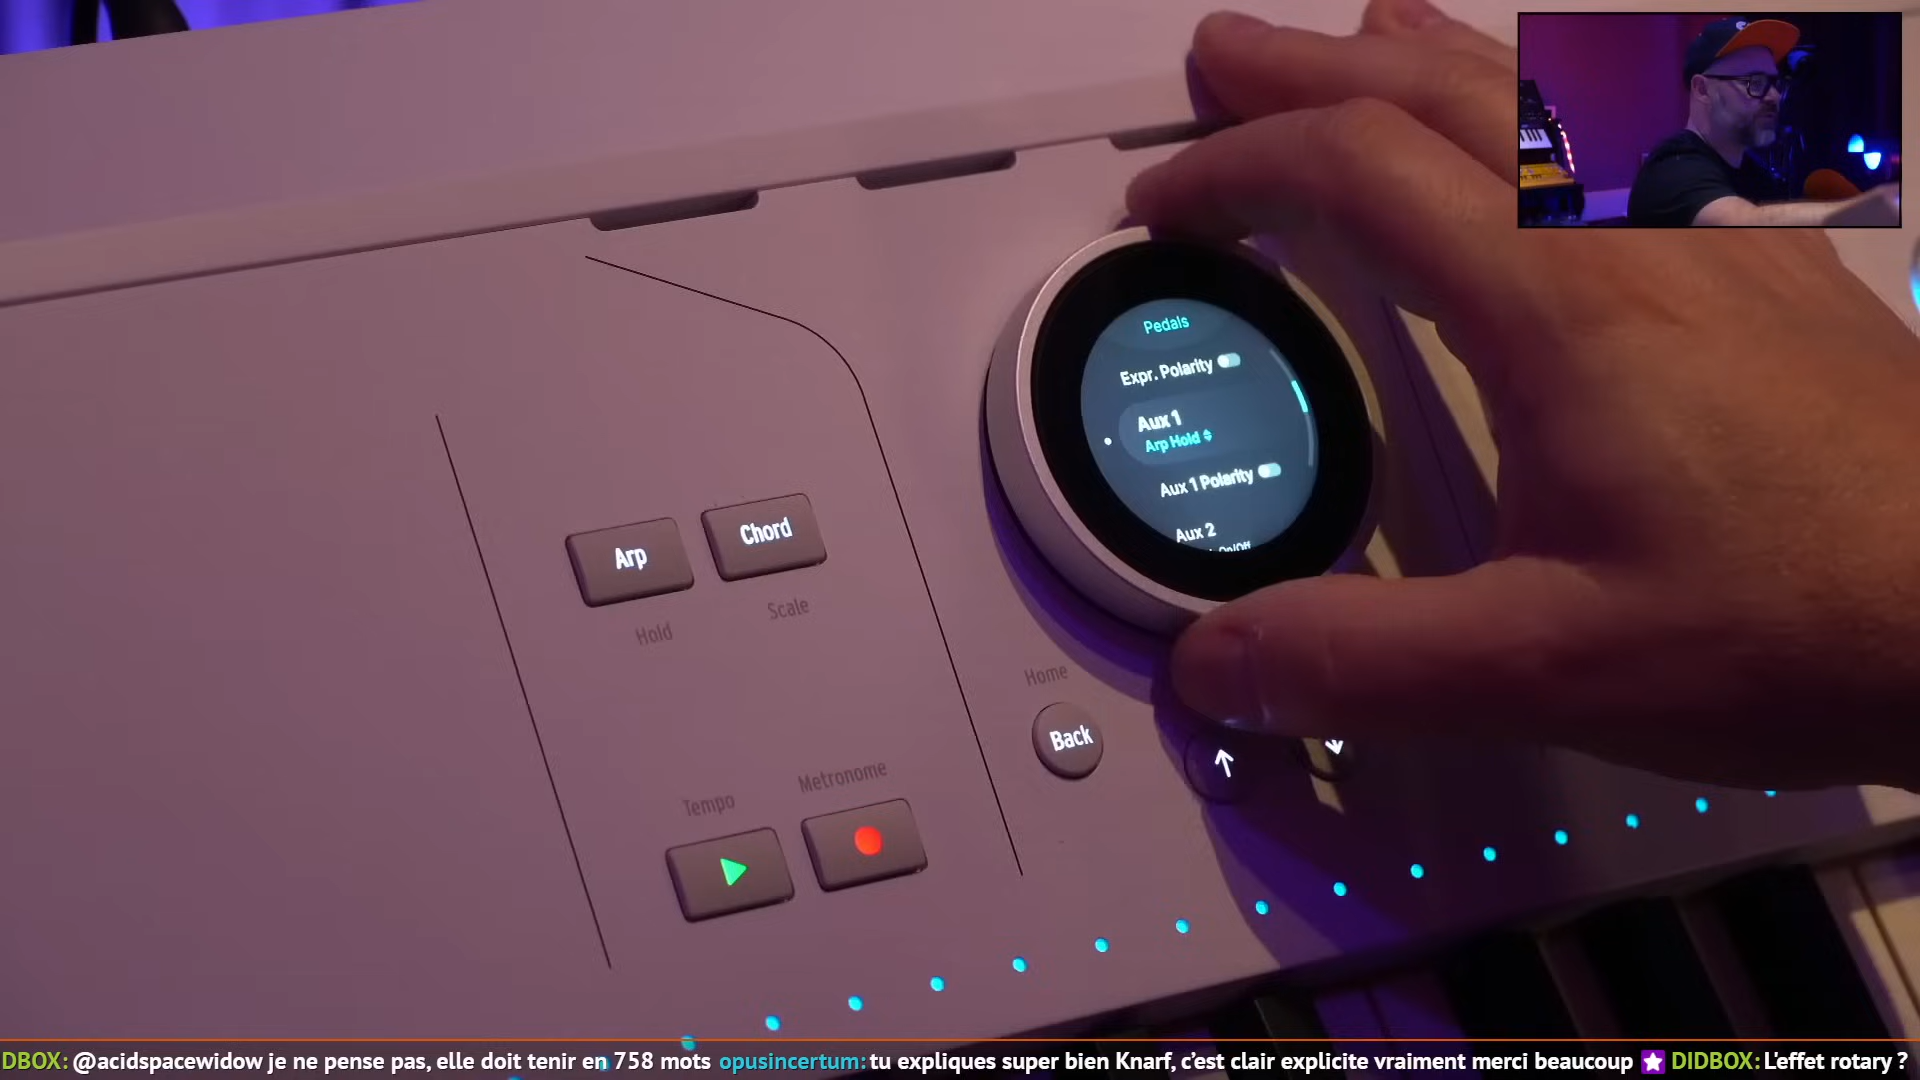 Pedals
Expr. Polarity
Aux 1
Arp Hold
Aux 1 Polarity
Aux 2
On/Off
Arp
Chord
Hold
Scale
Home
Back
Tempo
Metronome
DBOX: @acidspacewidow je ne pense pas, elle doit tenir en 758 mots opusincertum: tu expliques super bien Knarf, c'est clair explicite vraiment merci beaucoup DIDBOX: L'effet rotary ?